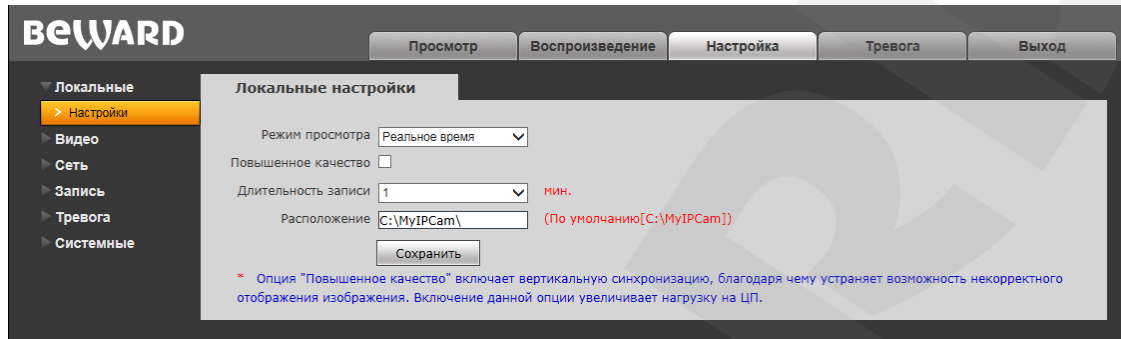 BEWARD
Просмотр Воспроизведение Настройка Тревога Выход
Локальные
> Настройки
Видео
Сеть
Запись
Тревога
Системные
Локальные настройки
Режим просмотра Реальное время
Повышенное качество
Длительность записи 1 мин.
Расположение C:\MyIPCam\ (По умолчанию[C:\MyIPCam])
Сохранить
* Опция "Повышенное качество" включает вертикальную синхронизацию, благодаря чему устраняет возможность некорректного
отображения изображения. Включение данной опции увеличивает нагрузку на ЦП.